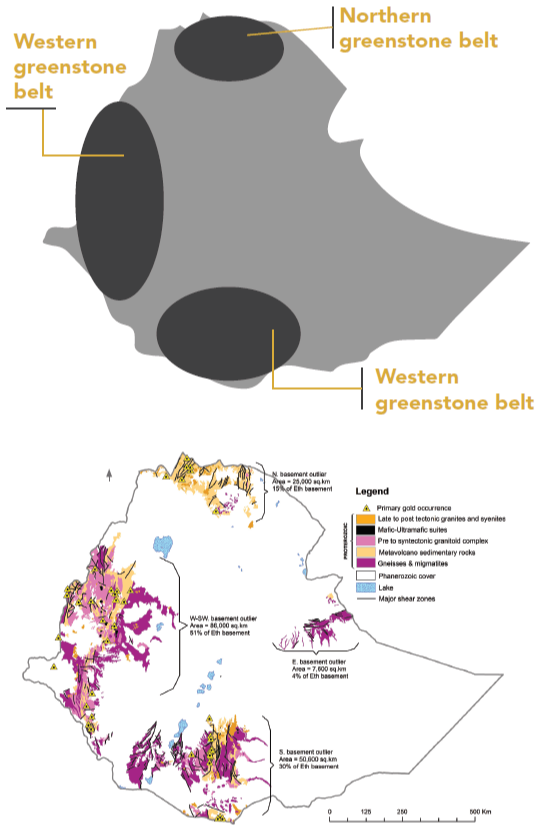 Northern
greenstone belt
Western
greenstone
belt
Western
greenstone belt
N. basement outlier
Area = 25,000 sq.km
15% of Eth basement
Legend
Primary gold occurrence
Late to post tectonic granites and syenites
Mafic-Ultramafic suites
Pre to syntectonic granitoid complex
Metavolcano sedimentary rocks
Gneisses & migmatites
PROTEROZOIC
Phanerozoic cover
Lake
Major shear zones
W-SW. basement outlier
Area = 86,000 sq.km
51% of Eth basement
E. basement outlier
Area = 7,600 sq.km
4% of Eth basement
S. basement outlier
Area = 50,600 sq.km
30% of Eth basement
0 125 250 500 Km